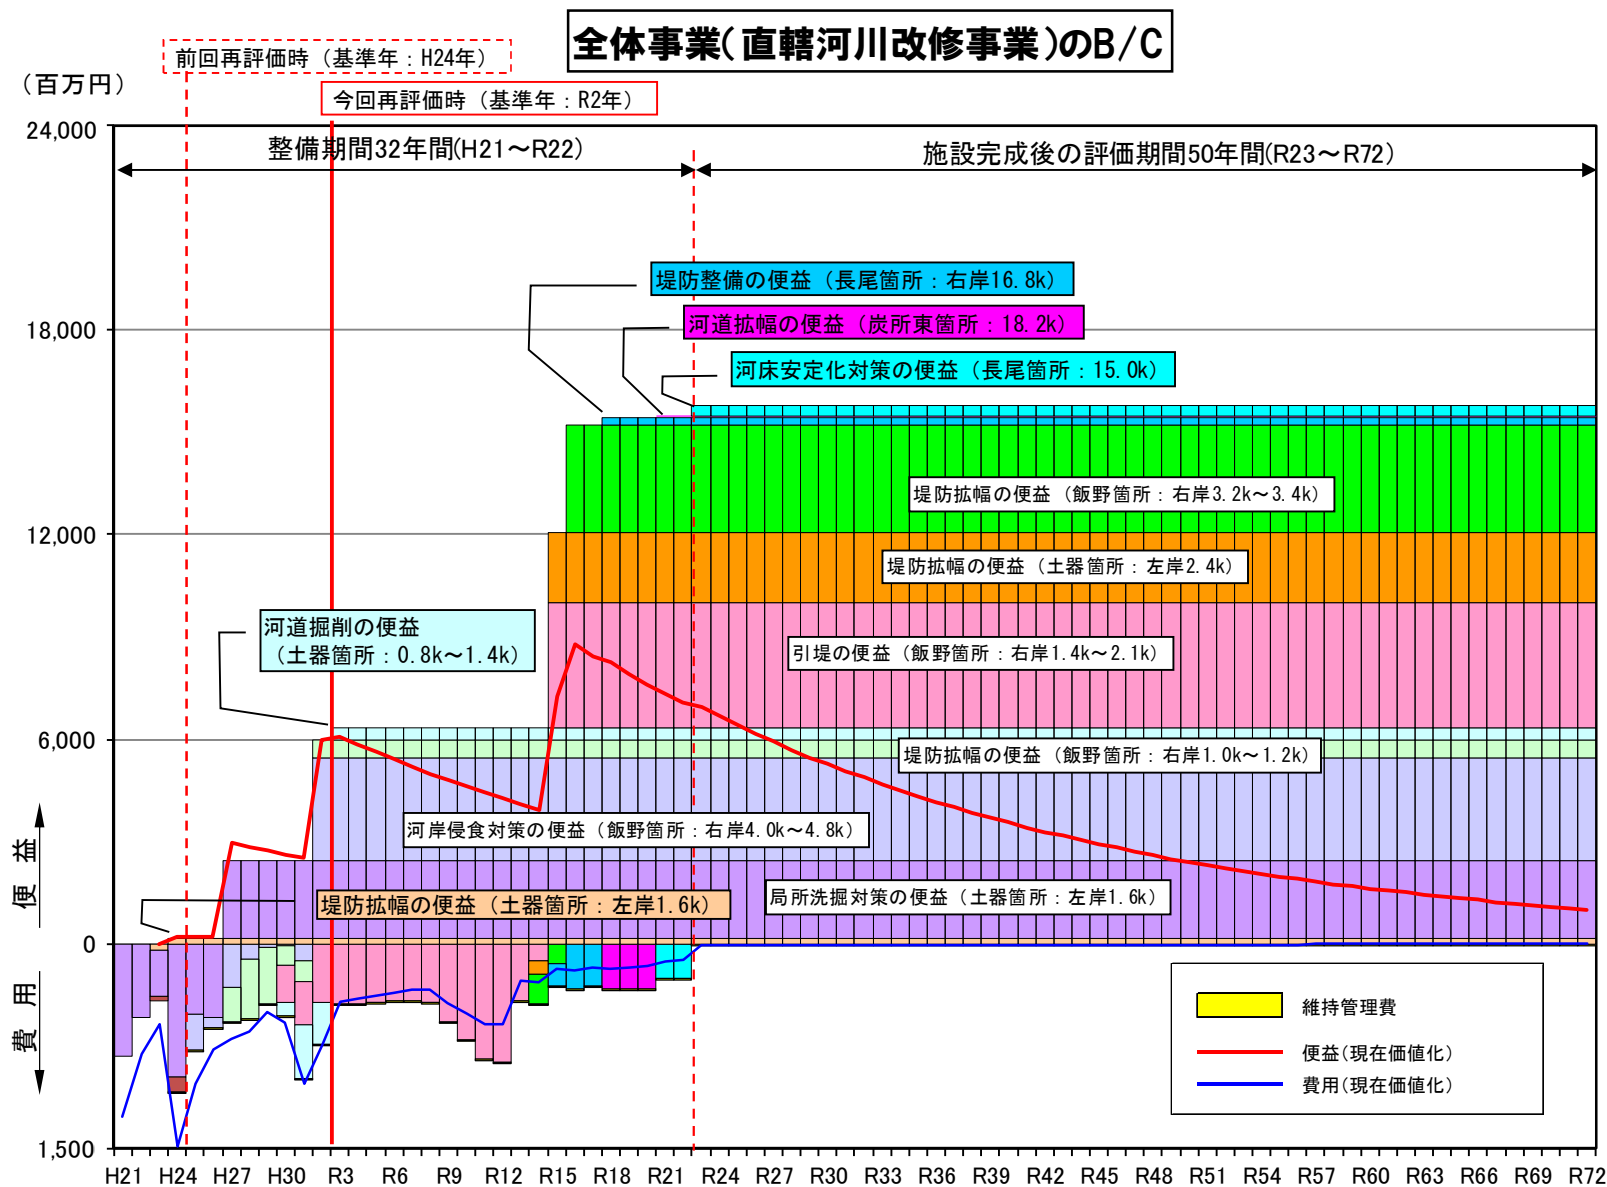 全体事業(直轄河川改修事業)のB/C
前回再評価時（基準年：H24年）
（百万円）
今回再評価時（基準年：R2年）
24,000
整備期間32年間(H21～R22)
施設完成後の評価期間50年間(R23～R72)
堤防整備の便益（長尾箇所：右岸16.8k）
18,000
河道拡幅の便益（炭所東箇所：18.2k）
河床安定化対策の便益（長尾箇所：15.0k）
堤防拡幅の便益（飯野箇所：右岸3.2k～3.4k）
12,000
堤防拡幅の便益（土器箇所：左岸2.4k）
河道掘削の便益
（土器箇所：0.8k～1.4k）
引堤の便益（飯野箇所：右岸1.4k～2.1k）
6,000
堤防拡幅の便益（飯野箇所：右岸1.0k～1.2k）
河岸侵食対策の便益（飯野箇所：右岸4.0k～4.8k）
便益
局所洗掘対策の便益（土器箇所：左岸1.6k）
堤防拡幅の便益（土器箇所：左岸1.6k）
0
費用
維持管理費
便益(現在価値化)
費用(現在価値化)
1,500
H21 H24 H27 H30 R3 R6 R9 R12 R15 R18 R21 R24 R27 R30 R33 R36 R39 R42 R45 R48 R51 R54 R57 R60 R63 R66 R69 R72